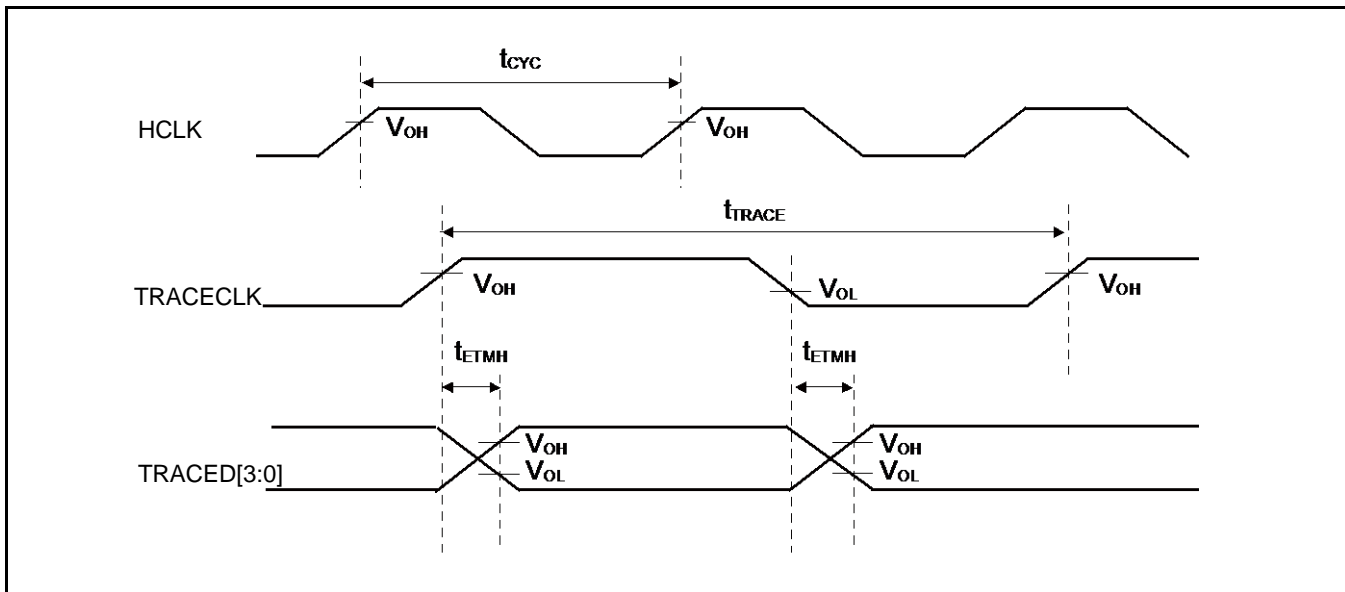 tCYC
HCLK
VOH
VOH
tTRACE
TRACECLK
VOH
VOL
VOH
tETMH
tETMH
TRACED[3:0]
VOH
VOH
VOL
VOL